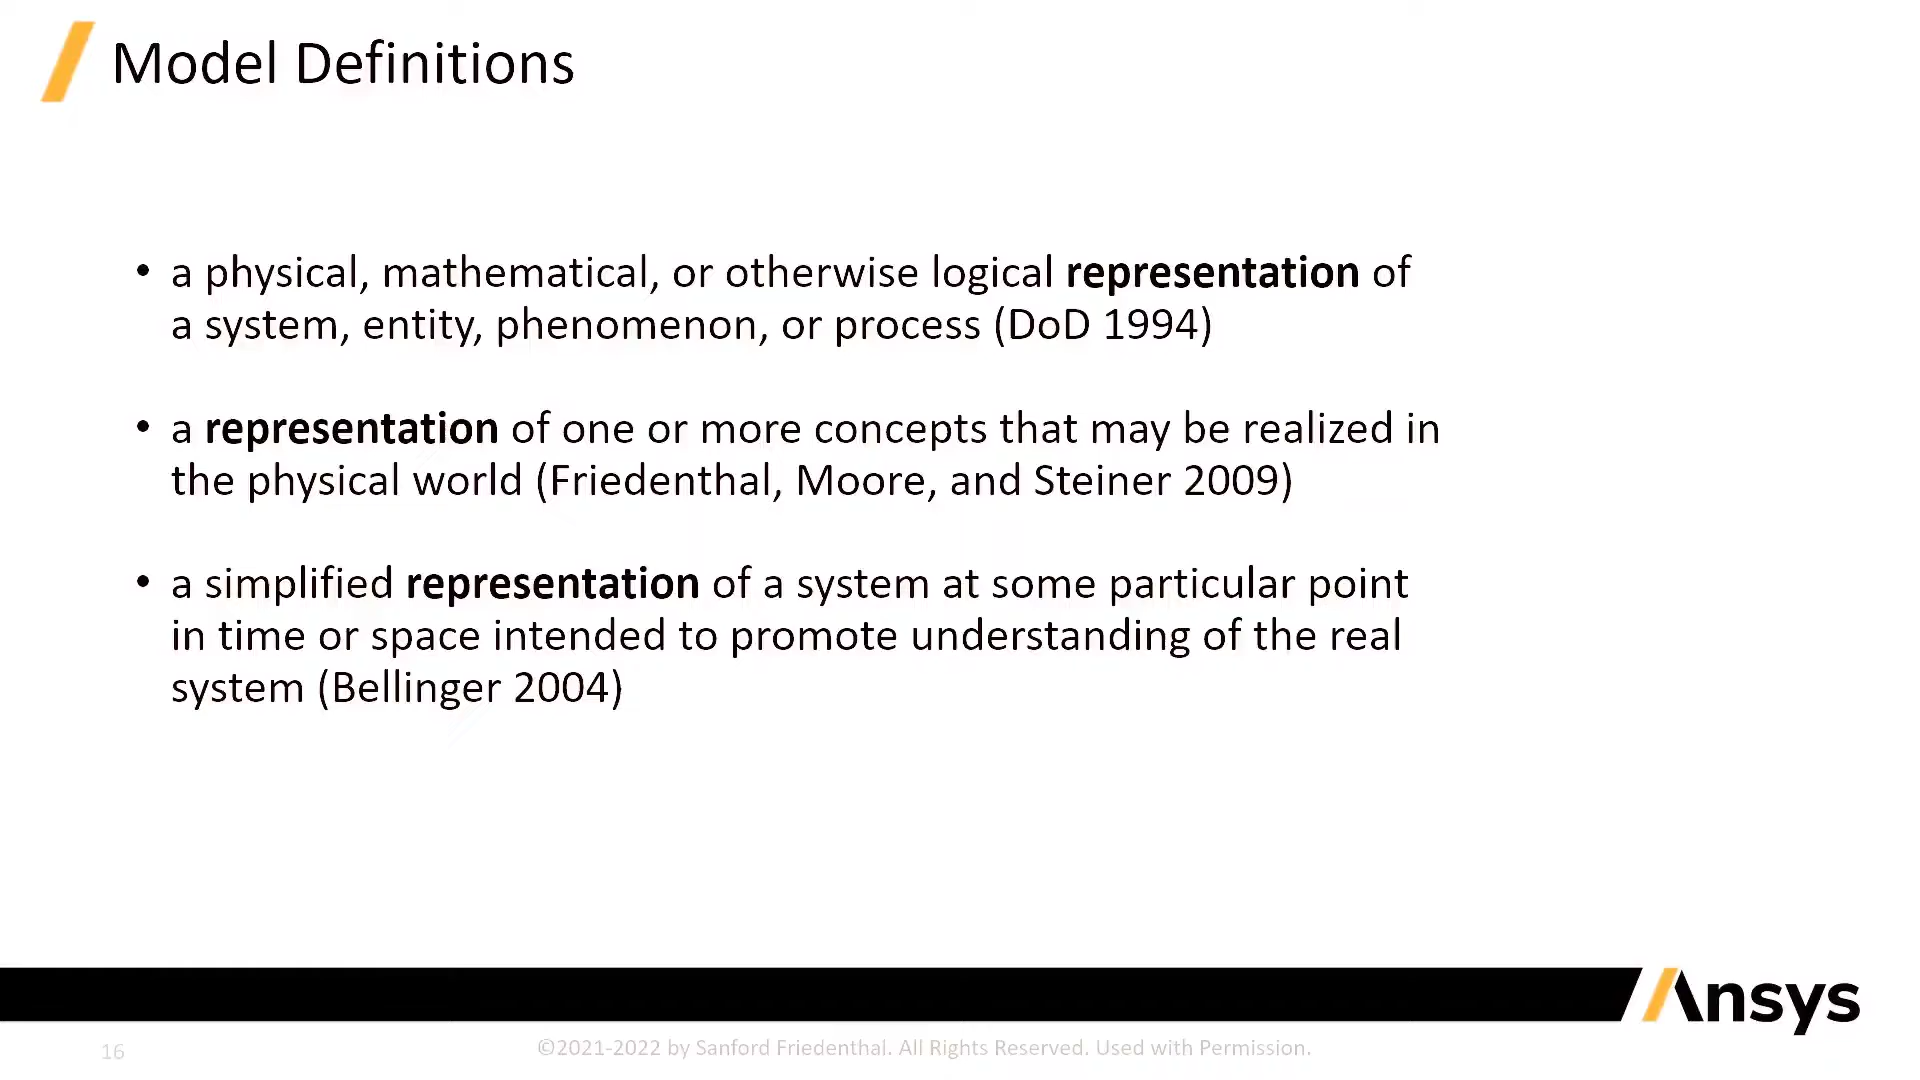 Model Definitions
• a physical, mathematical, or otherwise logical representation of
a system, entity, phenomenon, or process (DoD 1994)
• a representation of one or more concepts that may be realized in
the physical world (Friedenthal, Moore, and Steiner 2009)
• a simplified representation of a system at some particular point
in time or space intended to promote understanding of the real
system (Bellinger 2004)
Ansys
16
©2021-2022 by Sanford Friedenthal. All Rights Reserved. Used with Permission.